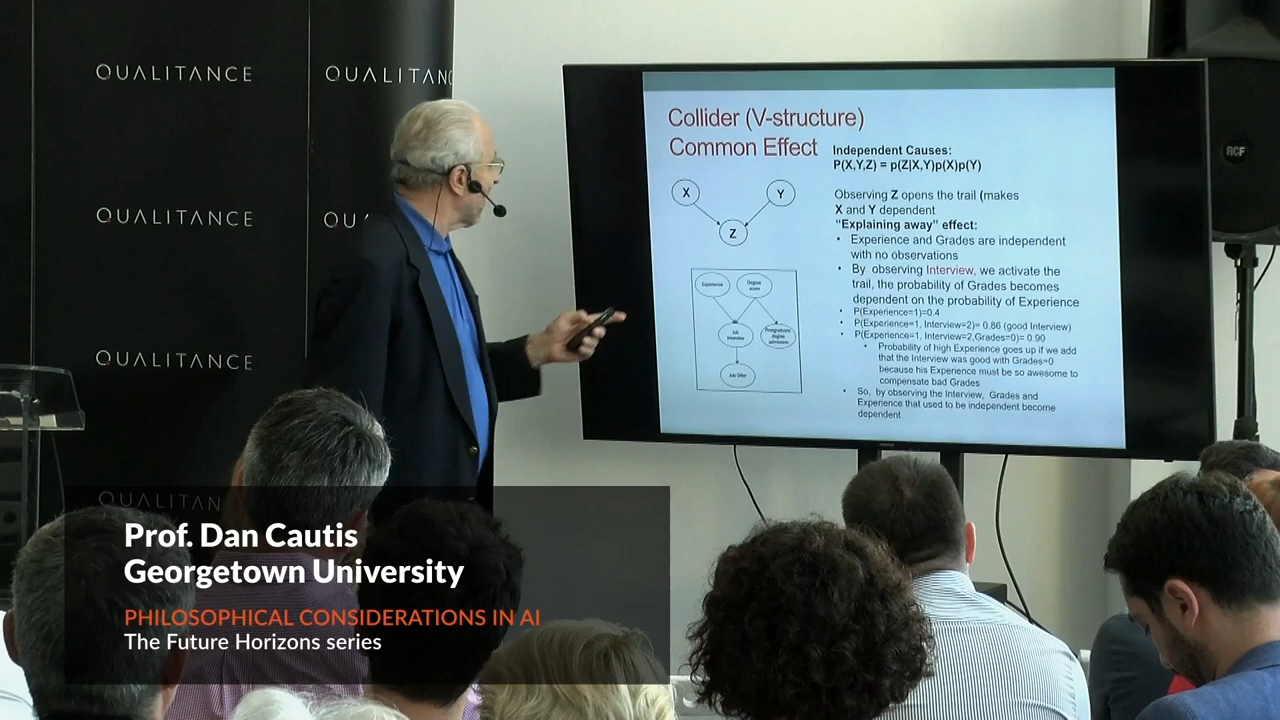 QUALITANCE
QUALITANC
QUALITANCE
QUA
QUALITANCE
QUALITAN
RCF
Collider (V-structure)
Common Effect
Independent Causes:
P(X,Y,Z) = p(Z|X,Y)p(X)p(Y)
X
Y
Z
Observing Z opens the trail (makes
X and Y dependent
"Explaining away" effect:
• Experience and Grades are independent
with no observations
• By observing Interview, we activate the
trail, the probability of Grades becomes
dependent on the probability of Experience
• P(Experience=1)=0.4
• P(Experience=1, Interview=2)= 0.86 (good Interview)
• P(Experience=1, Interview=2,Grades=0)= 0.90
• Probability of high Experience goes up if we add
that the Interview was good with Grades=0
because his Experience must be so awesome to
compensate bad Grades
• So, by observing the Interview, Grades and
Experience that used to be independent become
dependent
Experience
Degree
score
Job
Interview
Postgraduate
degree
admission
Job Offer
Prof. Dan Cautis
Georgetown University
PHILOSOPHICAL CONSIDERATIONS IN AI
The Future Horizons series